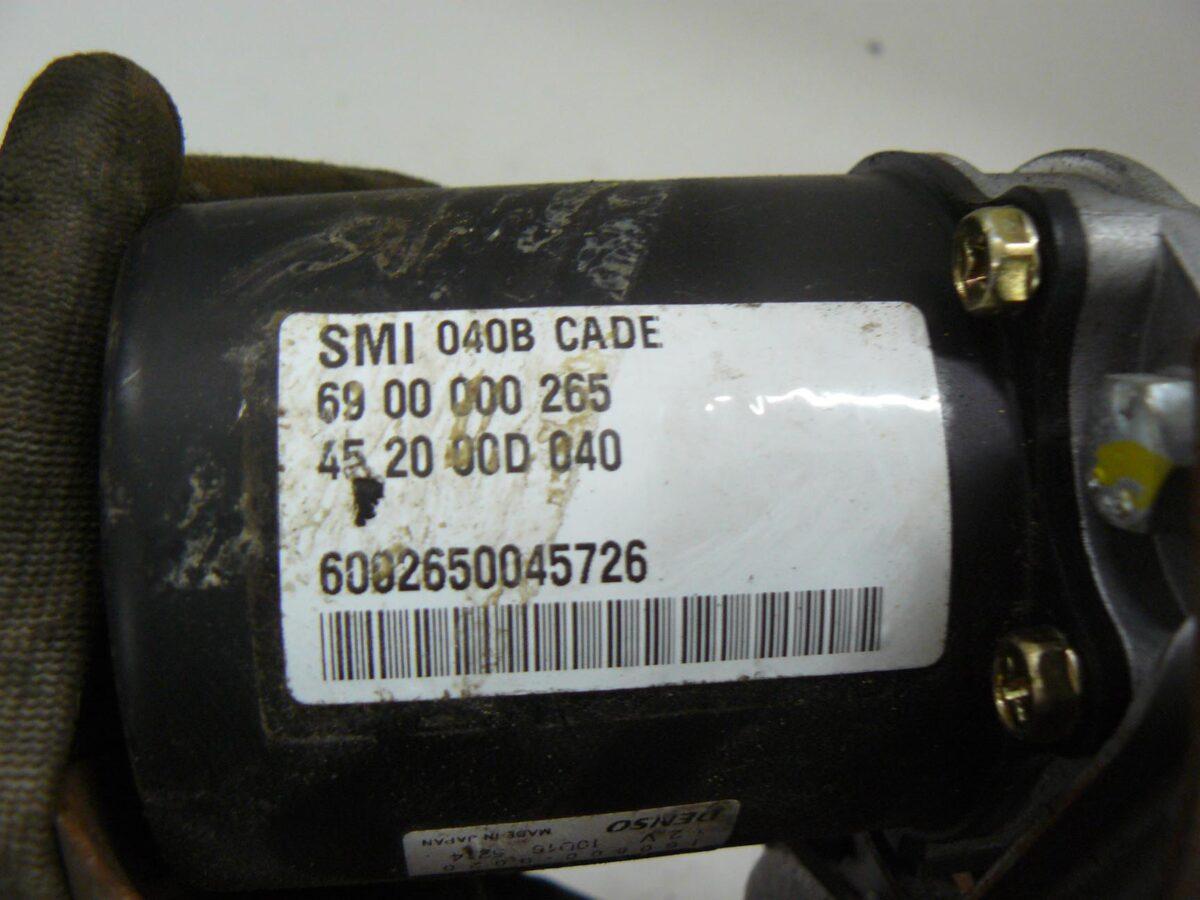 SMI 040B CADE
69 00 000 265
45 20 00D 040
6002650045726
DENSO
MADE IN JAPAN